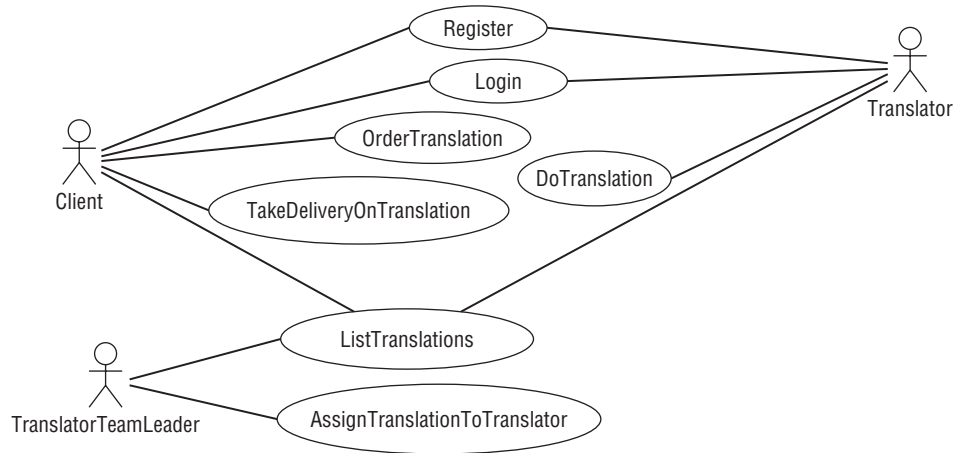 Register
Login
Translator
OrderTranslation
DoTranslation
Client
TakeDeliveryOnTranslation
ListTranslations
TranslatorTeamLeader
AssignTranslationToTranslator